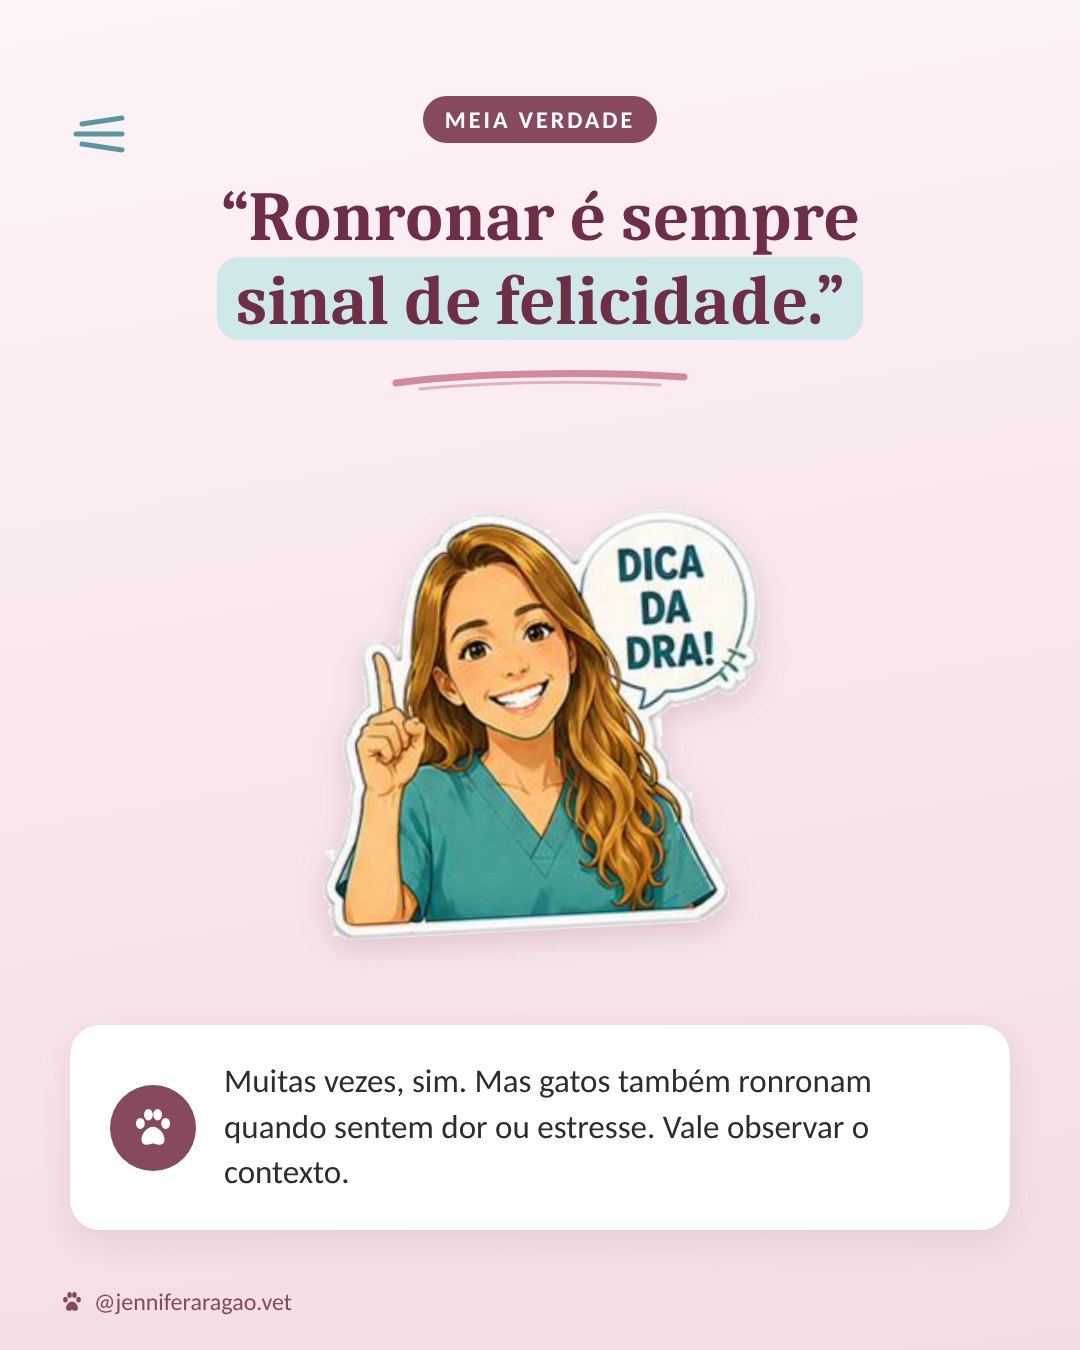 MEIA VERDADE
“Ronronar é sempre
sinal de felicidade.”
DICA
DA
DRA!
Muitas vezes, sim. Mas gatos também ronronam
quando sentem dor ou estresse. Vale observar o
contexto.
@jenniferaragao.vet